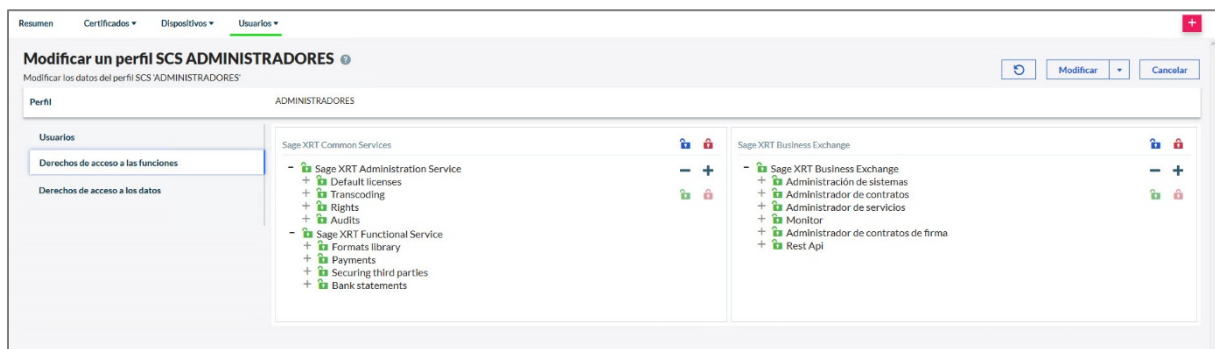 Resumen Certificados Dispositivos Usuarios
Modificar un perfil SCS ADMINISTRADORES
Modificar los datos del perfil SCS 'ADMINISTRADORES'
Modificar Cancelar
Perfil ADMINISTRADORES
Usuarios
Derechos de acceso a las funciones
Derechos de acceso a los datos
Sage XRT Common Services
Sage XRT Administration Service
Default licenses
Transcoding
Rights
Audits
Sage XRT Functional Service
Formats library
Payments
Securing third parties
Bank statements
Sage XRT Business Exchange
Sage XRT Business Exchange
Administración de sistemas
Administrador de contratos
Administrador de servicios
Monitor
Administrador de contratos de firma
Rest Api